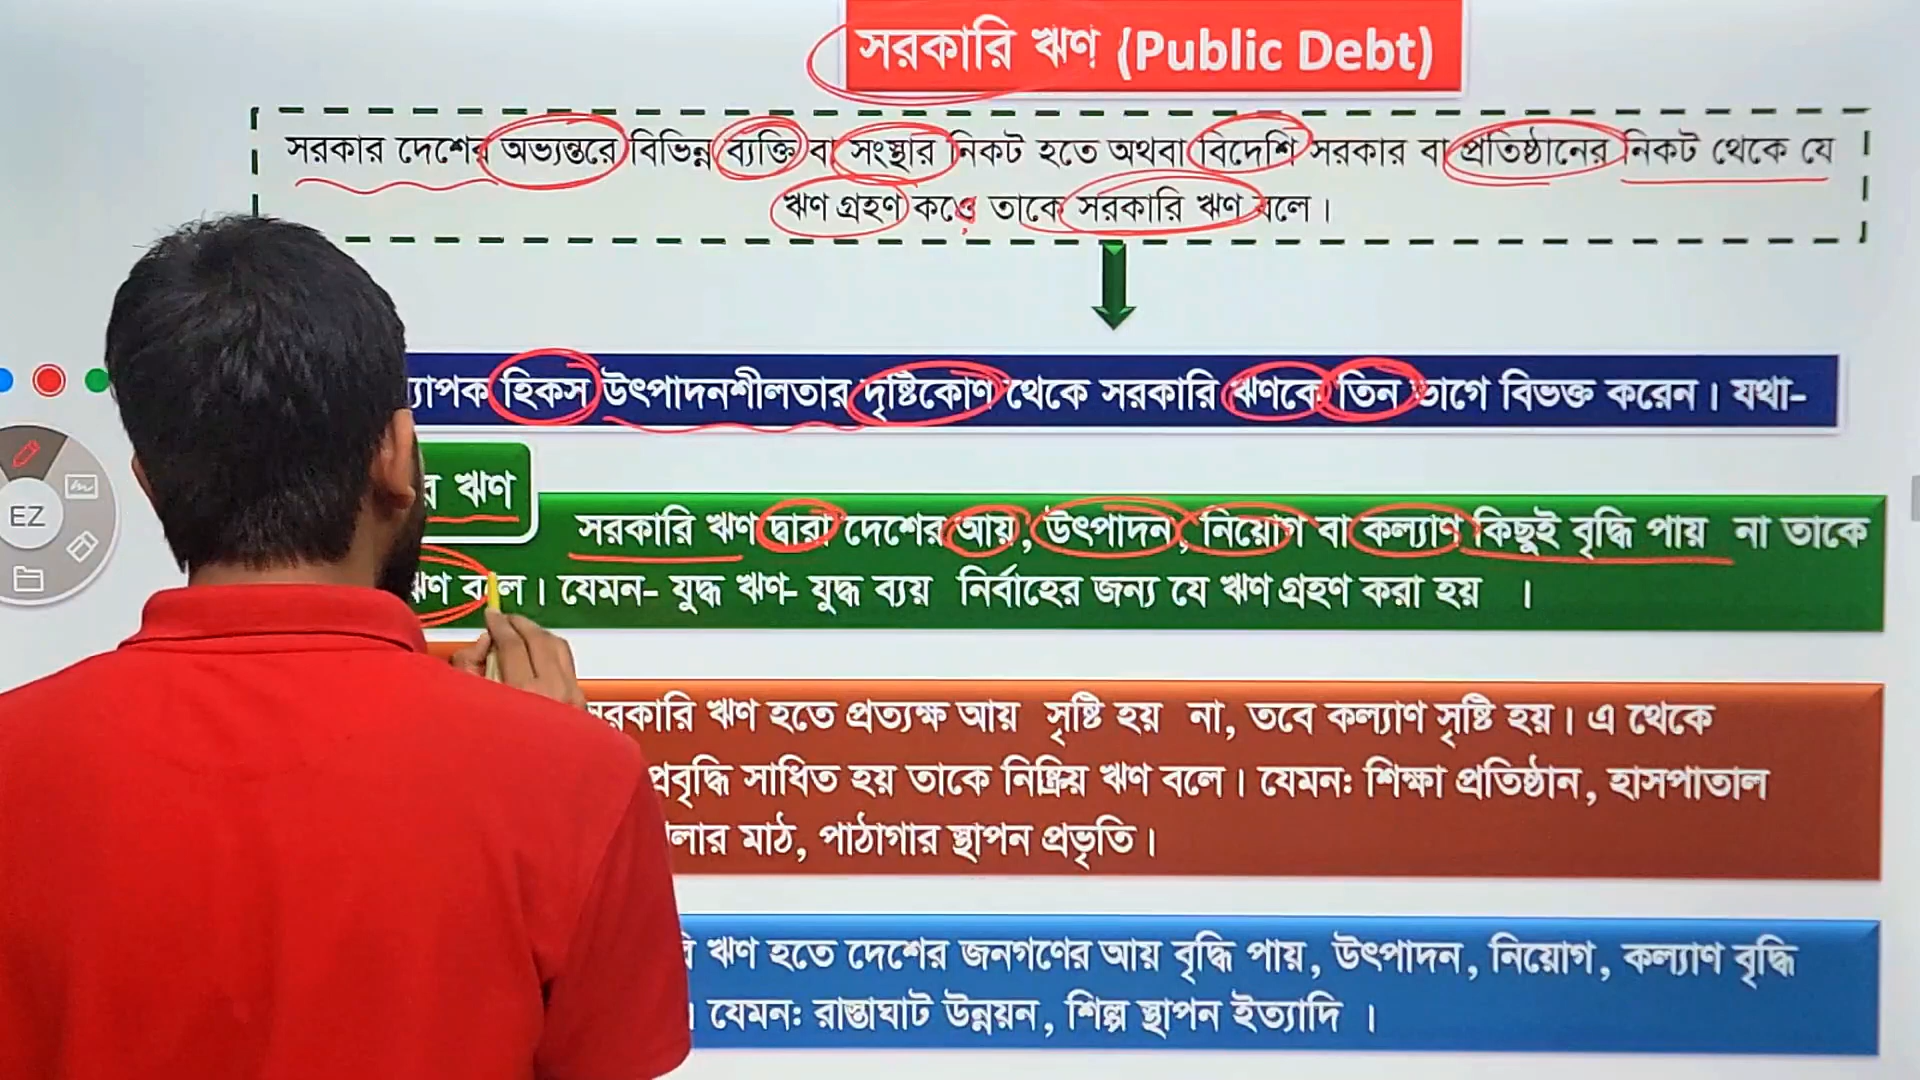 সরকারি ঋণ (Public Debt)
সরকার দেশের অভ্যন্তরে বিভিন্ন ব্যক্তি বা সংস্থার নিকট হতে অথবা বিদেশি সরকার বা প্রতিষ্ঠানের নিকট থেকে যে
ঋণ গ্রহণ করে তাকে সরকারি ঋণ বলে।
হিকস উৎপাদনশীলতার দৃষ্টিকোণ থেকে সরকারি ঋণকে তিন ভাগে বিভক্ত করেন। যথা-
ঋণ
সরকারি ঋণ দ্বারা দেশের আয়, উৎপাদন, নিয়োগ বা কল্যাণ কিছুই বৃদ্ধি পায় না তাকে
ঋণ বলে। যেমন- যুদ্ধ ঋণ- যুদ্ধ ব্যয় নির্বাহের জন্য যে ঋণ গ্রহণ করা হয় ।
EZ
সরকারি ঋণ হতে প্রত্যক্ষ আয় সৃষ্টি হয় না, তবে কল্যাণ সৃষ্টি হয়। এ থেকে
প্রবৃদ্ধি সাধিত হয় তাকে নিষ্ক্রিয় ঋণ বলে। যেমনঃ শিক্ষা প্রতিষ্ঠান, হাসপাতাল
মাঠ, পাঠাগার স্থাপন প্রভৃতি।
ঋণ হতে দেশের জনগণের আয় বৃদ্ধি পায়, উৎপাদন, নিয়োগ, কল্যাণ বৃদ্ধি
। যেমনঃ রাস্তাঘাট উন্নয়ন, শিল্প স্থাপন ইত্যাদি ।